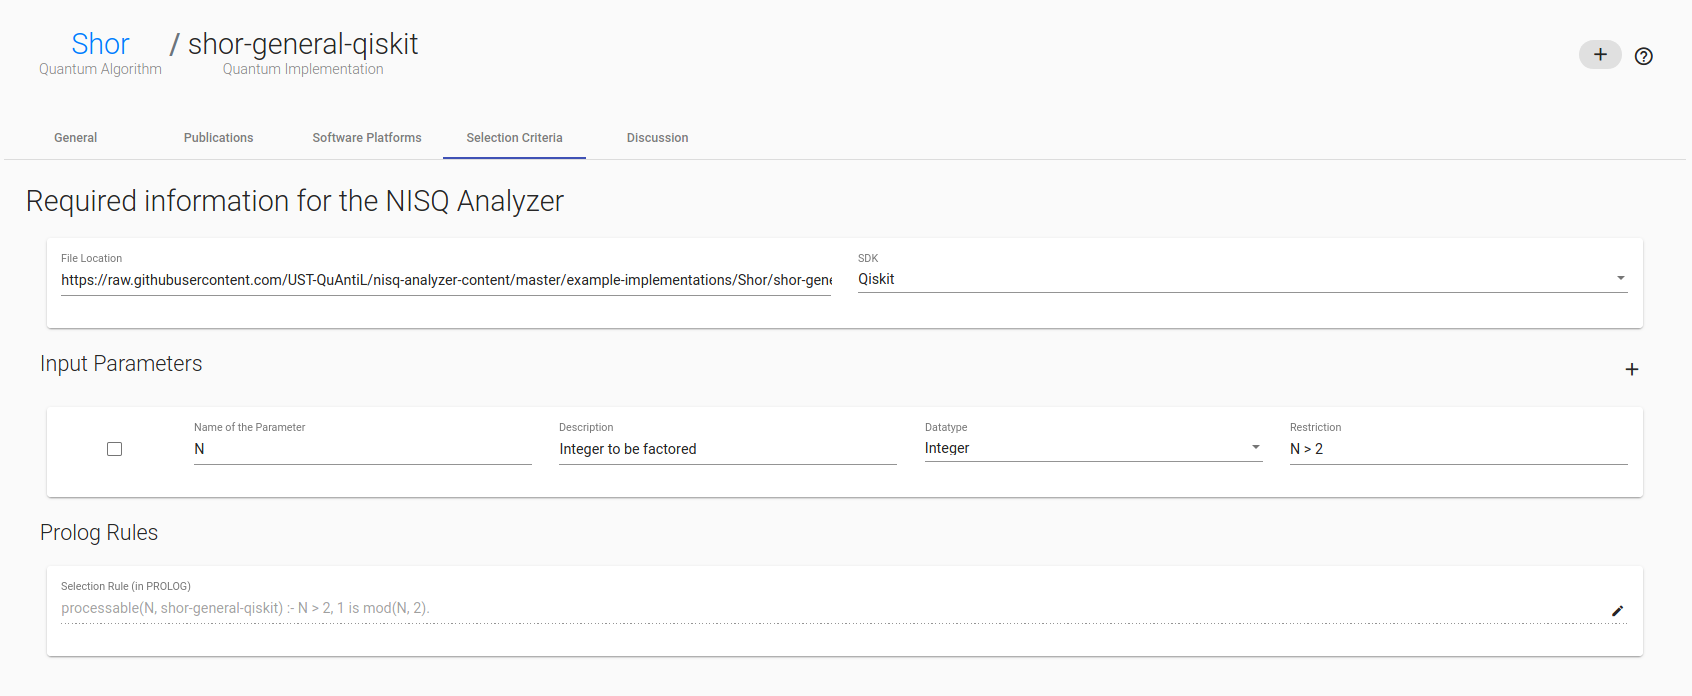 Shor / shor-general-qiskit
Quantum Algorithm Quantum Implementation
General Publications Software Platforms Selection Criteria Discussion
Required information for the NISQ Analyzer
File Location SDK
https://raw.githubusercontent.com/UST-QuAntiL/nisq-analyzer-content/master/example-implementations/Shor/shor-gene Qiskit
Input Parameters
Name of the Parameter Description Datatype Restriction
N Integer to be factored Integer N > 2
Prolog Rules
Selection Rule (in PROLOG)
processable(N, shor-general-qiskit) :- N > 2, 1 is mod(N, 2).